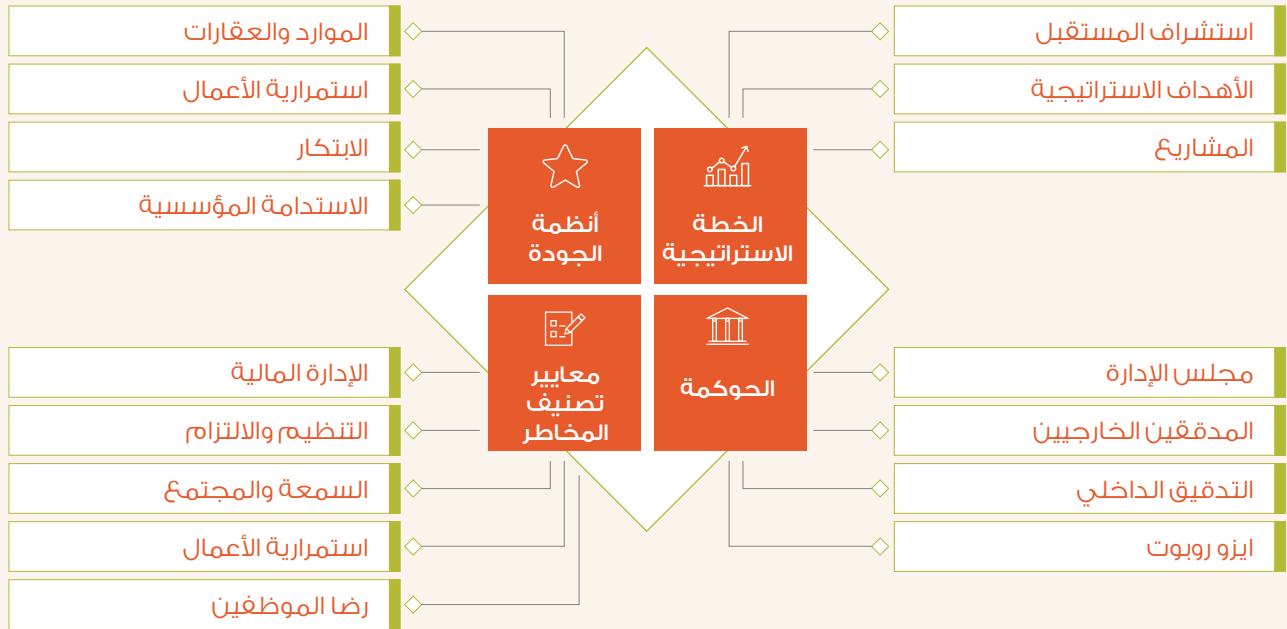 استشراف المستقبل
الأهداف الاستراتيجية
المشاريع
الخطة
الاستراتيجية
أنظمة
الجودة
الموارد والعقارات
استمرارية الأعمال
الابتكار
الاستدامة المؤسسية
مجلس الإدارة
المدققين الخارجيين
التدقيق الداخلي
ايزو روبوت
الحوكمة
معايير
تصنيف
المخاطر
الإدارة المالية
التنظيم والالتزام
السمعة والمجتمع
استمرارية الأعمال
رضا الموظفين